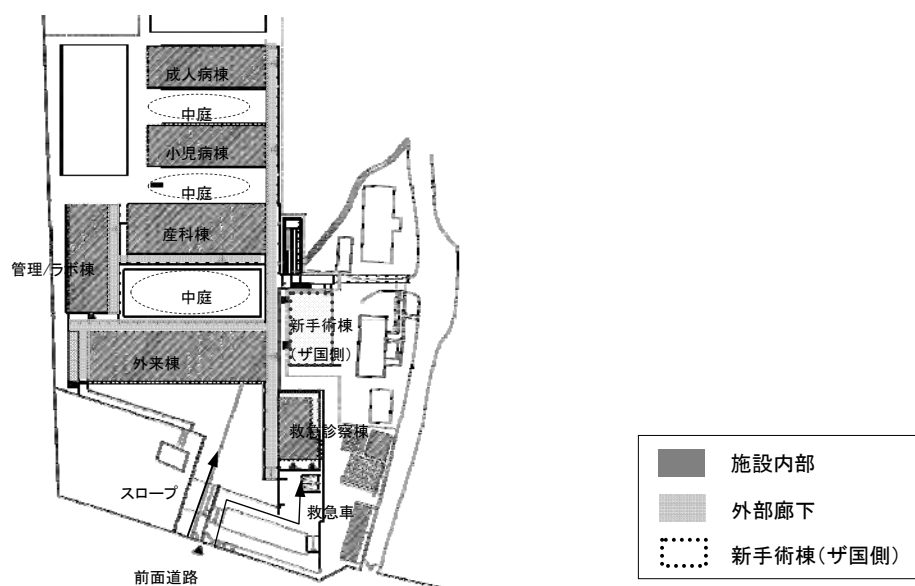 成人病棟
中庭
小児病棟
中庭
産科棟
管理/ラボ棟
中庭
新手術棟
(ザ国側)
外来棟
救急診察棟
スロープ
救急車
前面道路
施設内部
外部廊下
新手術棟(ザ国側)